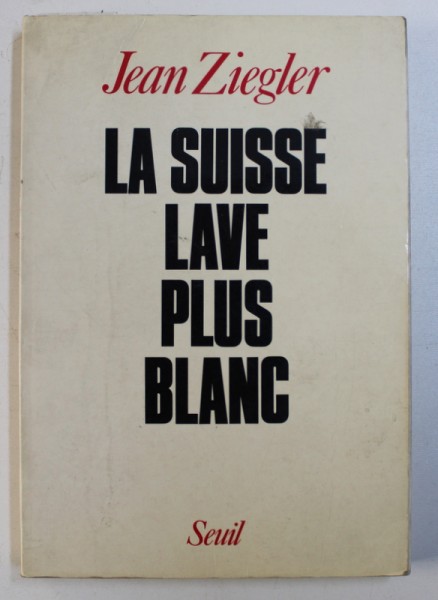 Jean Ziegler
LA SUISSE
LAVE
PLUS
BLANC
Seuil